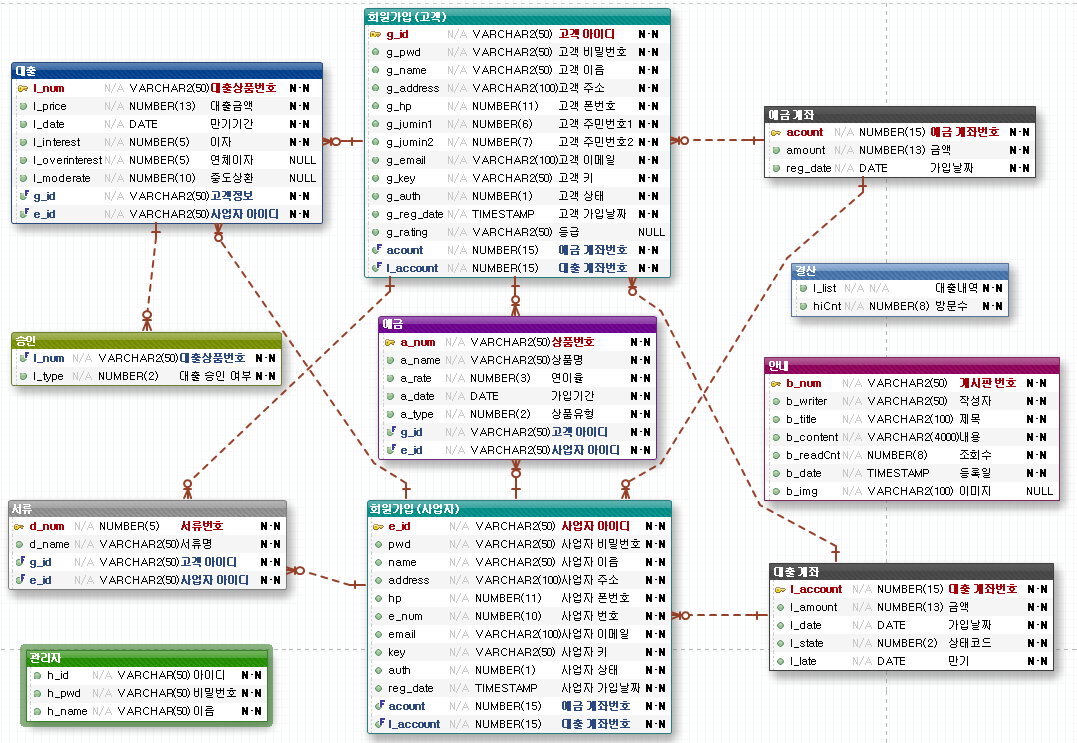 회원가입 (고객)
g_id N/A VARCHAR2(50) 고객 아이디 N-N
g_pwd N/A VARCHAR2(50) 고객 비밀번호 N-N
g_name N/A VARCHAR2(50) 고객 이름 N-N
g_address N/A VARCHAR2(100) 고객 주소 N-N
g_hp N/A NUMBER(11) 고객 폰번호 N-N
g_jumin1 N/A NUMBER(6) 고객 주민번호1 N-N
g_jumin2 N/A NUMBER(7) 고객 주민번호2 N-N
g_email N/A VARCHAR2(100) 고객 이메일 N-N
g_key N/A VARCHAR2(50) 고객 키 N-N
g_auth N/A NUMBER(1) 고객 상태 N-N
g_reg_date N/A TIMESTAMP 고객 가입날짜 N-N
g_rating N/A VARCHAR2(50) 등급 NULL
acount N/A NUMBER(15) 예금 계좌번호 N-N
l_account N/A NUMBER(15) 대출 계좌번호 N-N
대출
l_num N/A VARCHAR2(50) 대출상품번호 N-N
l_price N/A NUMBER(13) 대출금액 N-N
l_date N/A DATE 만기기간 N-N
l_interest N/A NUMBER(5) 이자 N-N
l_overinterest N/A NUMBER(5) 연체이자 NULL
l_moderate N/A NUMBER(10) 중도상환 NULL
g_id N/A VARCHAR2(50) 고객정보 N-N
e_id N/A VARCHAR2(50) 사업자 아이디 N-N
예금 계좌
acount N/A NUMBER(15) 예금 계좌번호 N-N
amount N/A NUMBER(13) 금액 N-N
reg_date N/A DATE 가입날짜 N-N
결산
l_list N/A N/A 대출내역 N-N
hiCnt N/A NUMBER(8) 방문수 N-N
승인
l_num N/A VARCHAR2(50) 대출상품번호 N-N
l_type N/A NUMBER(2) 대출 승인 여부 N-N
예금
a_num N/A VARCHAR2(50) 상품번호 N-N
a_name N/A VARCHAR2(50) 상품명 N-N
a_rate N/A NUMBER(3) 연이율 N-N
a_date N/A DATE 가입기간 N-N
a_type N/A NUMBER(2) 상품유형 N-N
g_id N/A VARCHAR2(50) 고객 아이디 N-N
e_id N/A VARCHAR2(50) 사업자 아이디 N-N
안내
b_num N/A VARCHAR2(50) 게시판 번호 N-N
b_writer N/A VARCHAR2(50) 작성자 N-N
b_title N/A VARCHAR2(100) 제목 N-N
b_content N/A VARCHAR2(4000) 내용 N-N
b_readCnt N/A NUMBER(8) 조회수 N-N
b_date N/A TIMESTAMP 등록일 N-N
b_img N/A VARCHAR2(100) 이미지 NULL
서류
d_num N/A NUMBER(5) 서류번호 N-N
d_name N/A VARCHAR2(50) 서류명 N-N
g_id N/A VARCHAR2(50) 고객 아이디 N-N
e_id N/A VARCHAR2(50) 사업자 아이디 N-N
회원가입 (사업자)
e_id N/A VARCHAR2(50) 사업자 아이디 N-N
pwd N/A VARCHAR2(50) 사업자 비밀번호 N-N
name N/A VARCHAR2(50) 사업자 이름 N-N
address N/A VARCHAR2(100) 사업자 주소 N-N
hp N/A NUMBER(11) 사업자 폰번호 N-N
e_num N/A NUMBER(10) 사업자 번호 N-N
email N/A VARCHAR2(100) 사업자 이메일 N-N
key N/A VARCHAR2(50) 사업자 키 N-N
auth N/A NUMBER(1) 사업자 상태 N-N
reg_date N/A TIMESTAMP 사업자 가입날짜 N-N
acount N/A NUMBER(15) 예금 계좌번호 N-N
l_account N/A NUMBER(15) 대출 계좌번호 N-N
대출 계좌
l_account N/A NUMBER(15) 대출 계좌번호 N-N
l_amount N/A NUMBER(13) 금액 N-N
l_date N/A DATE 가입날짜 N-N
l_state N/A NUMBER(2) 상태코드 N-N
l_late N/A DATE 만기 N-N
관리자
h_id N/A VARCHAR(50) 아이디 N-N
h_pwd N/A VARCHAR(50) 비밀번호 N-N
h_name N/A VARCHAR(50) 이름 N-N